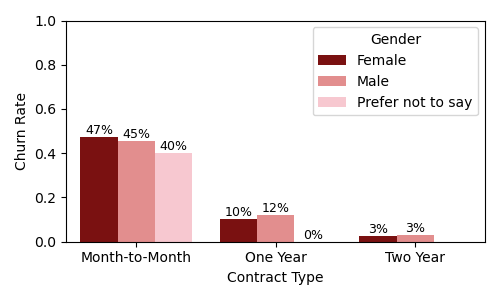 1.0
0.8
0.6
0.4
0.2
0.0
Churn Rate
Gender
Female
Male
Prefer not to say
47%
45%
40%
10%
12%
0%
3%
3%
Month-to-Month
One Year
Two Year
Contract Type